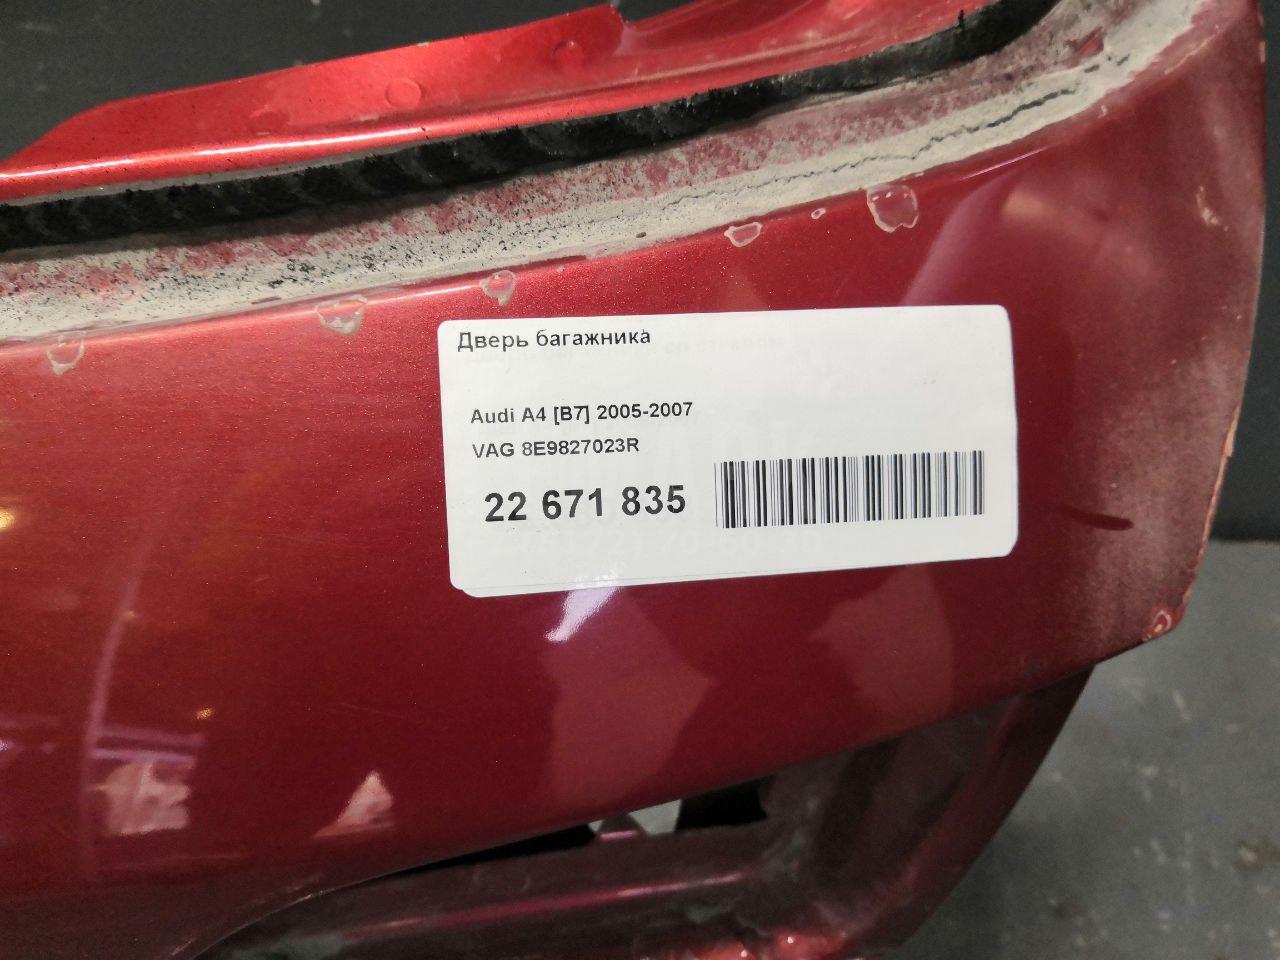 Дверь багажника
Audi A4 [B7] 2005-2007
VAG 8E9827023R
22 671 835